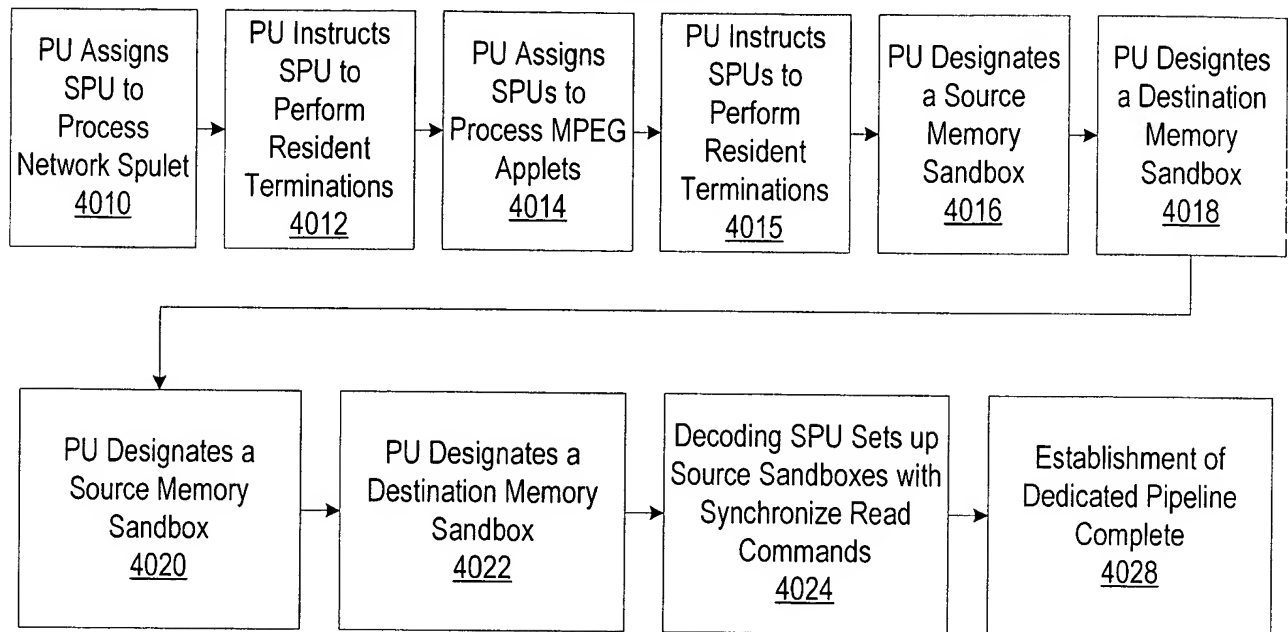 PU Assigns
SPU to
Process
Network Spulet
4010
PU Instructs
SPU to
Perform
Resident
Terminations
4012
PU Assigns
SPUs to
Process MPEG
Applets
4014
PU Instructs
SPUs to
Perform
Resident
Terminations
4015
PU Designates
a Source
Memory
Sandbox
4016
PU Designtes
a Destination
Memory
Sandbox
4018
PU Designates a
Source Memory
Sandbox
4020
PU Designates a
Destination Memory
Sandbox
4022
Decoding SPU Sets up
Source Sandboxes with
Synchronize Read
Commands
4024
Establishment of
Dedicated Pipeline
Complete
4028